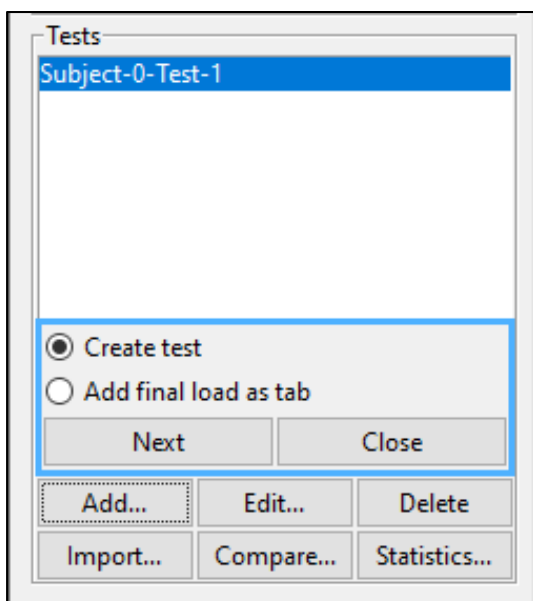 Tests
Subject-0-Test-1
Create test
Add final load as tab
Next Close
Add... Edit... Delete
Import... Compare... Statistics...